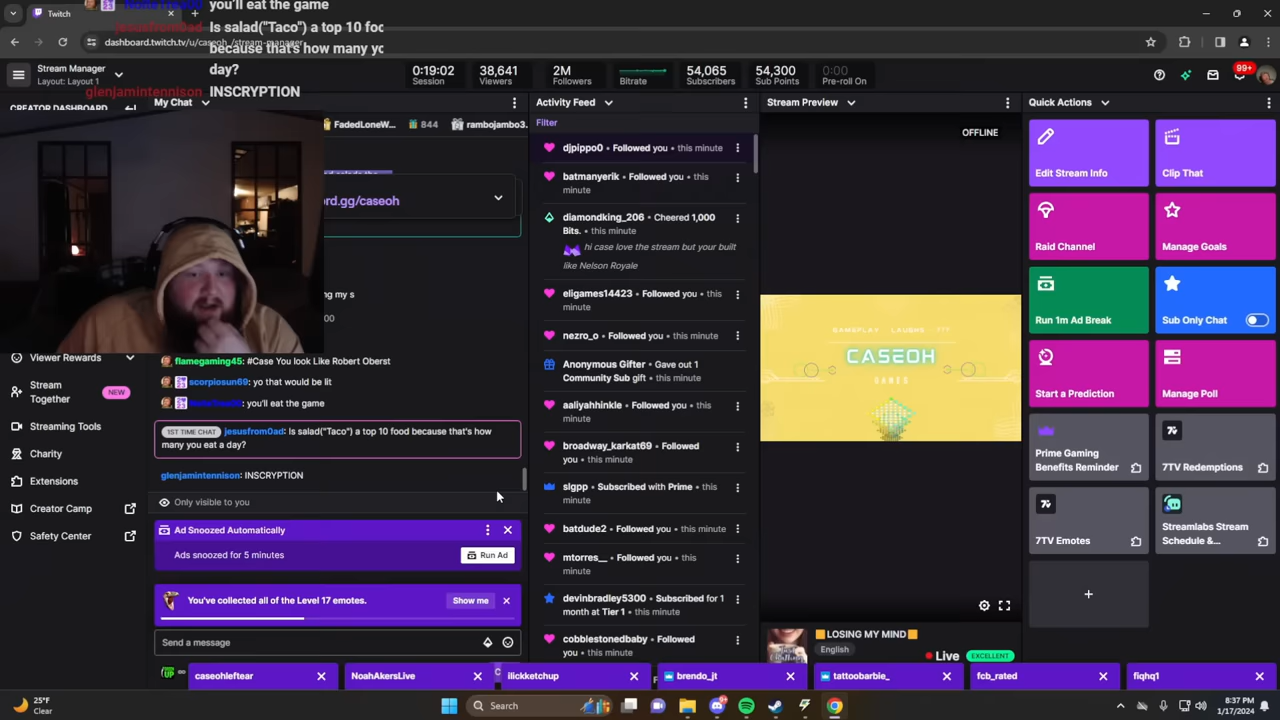 Twitch
you'll eat the game
jesusfrom0ad Is salad("Taco") a top 10 food
because that's how many yo
day?
glenjamintennison INSCRYPTION
dashboard.twitch.tv/u/caseoh_/stream-manager
Stream Manager
Layout: Layout 1
0:19:02
Session
38,641
Viewers
2M
Followers
Bitrate
54,065
Subscribers
54,300
Sub Points
0:00
Pre-roll On
99+
CREATOR DASHBOARD
My Chat
FadedLoneW...
844
rambojambo3.
rd.gg/caseoh
ing my s
00
flamegaming45: #Case You look Like Robert Oberst
scorpiosun69: yo that would be lit
you'll eat the game
1ST TIME CHAT jesusfrom0ad: Is salad("Taco") a top 10 food because that's how
many you eat a day?
glenjamintennison: INSCRYPTION
Only visible to you
Ad Snoozed Automatically
Ads snoozed for 5 minutes
Run Ad
You've collected all of the Level 17 emotes.
Show me
Send a message
Viewer Rewards
Stream
Together
NEW
Streaming Tools
Charity
Extensions
Creator Camp
Safety Center
Activity Feed
Filter
djpippo0 • Followed you • this minute
batmanyerik • Followed you • this
minute
diamondking_206 • Cheered 1,000
Bits. • this minute
hi case love the stream but your built
like Nelson Royale
eligames14423 • Followed you • this
minute
nezro_o • Followed you • this minute
Anonymous Gifter • Gave out 1
Community Sub gift • this minute
aaliyahhinkle • Followed you • this
minute
broadway_karkat69 • Followed
you • this minute
slgpp • Subscribed with Prime • this
minute
batdude2 • Followed you • this minute
mtorres__ • Followed you • this
minute
devinbradley5300 • Subscribed for 1
month at Tier 1 • this minute
cobblestonedbaby • Followed
you • this minute
Stream Preview
OFFLINE
GAMEPLAY LAUGHS
CASEOH
GAMES
LOSING MY MIND
English
Live
EXCELLENT
Quick Actions
Edit Stream Info
Clip That
Raid Channel
Manage Goals
Run 1m Ad Break
Sub Only Chat
Start a Prediction
Manage Poll
Prime Gaming
Benefits Reminder
7TV Redemptions
7TV Emotes
Streamlabs Stream
Schedule &...
caseohleftear
NoahAkersLive
ilickketchup
brendo_jt
tattoobarbie_
fcb_rated
fiqhq1
25°F
Clear
Search
8:37 PM
1/17/2024